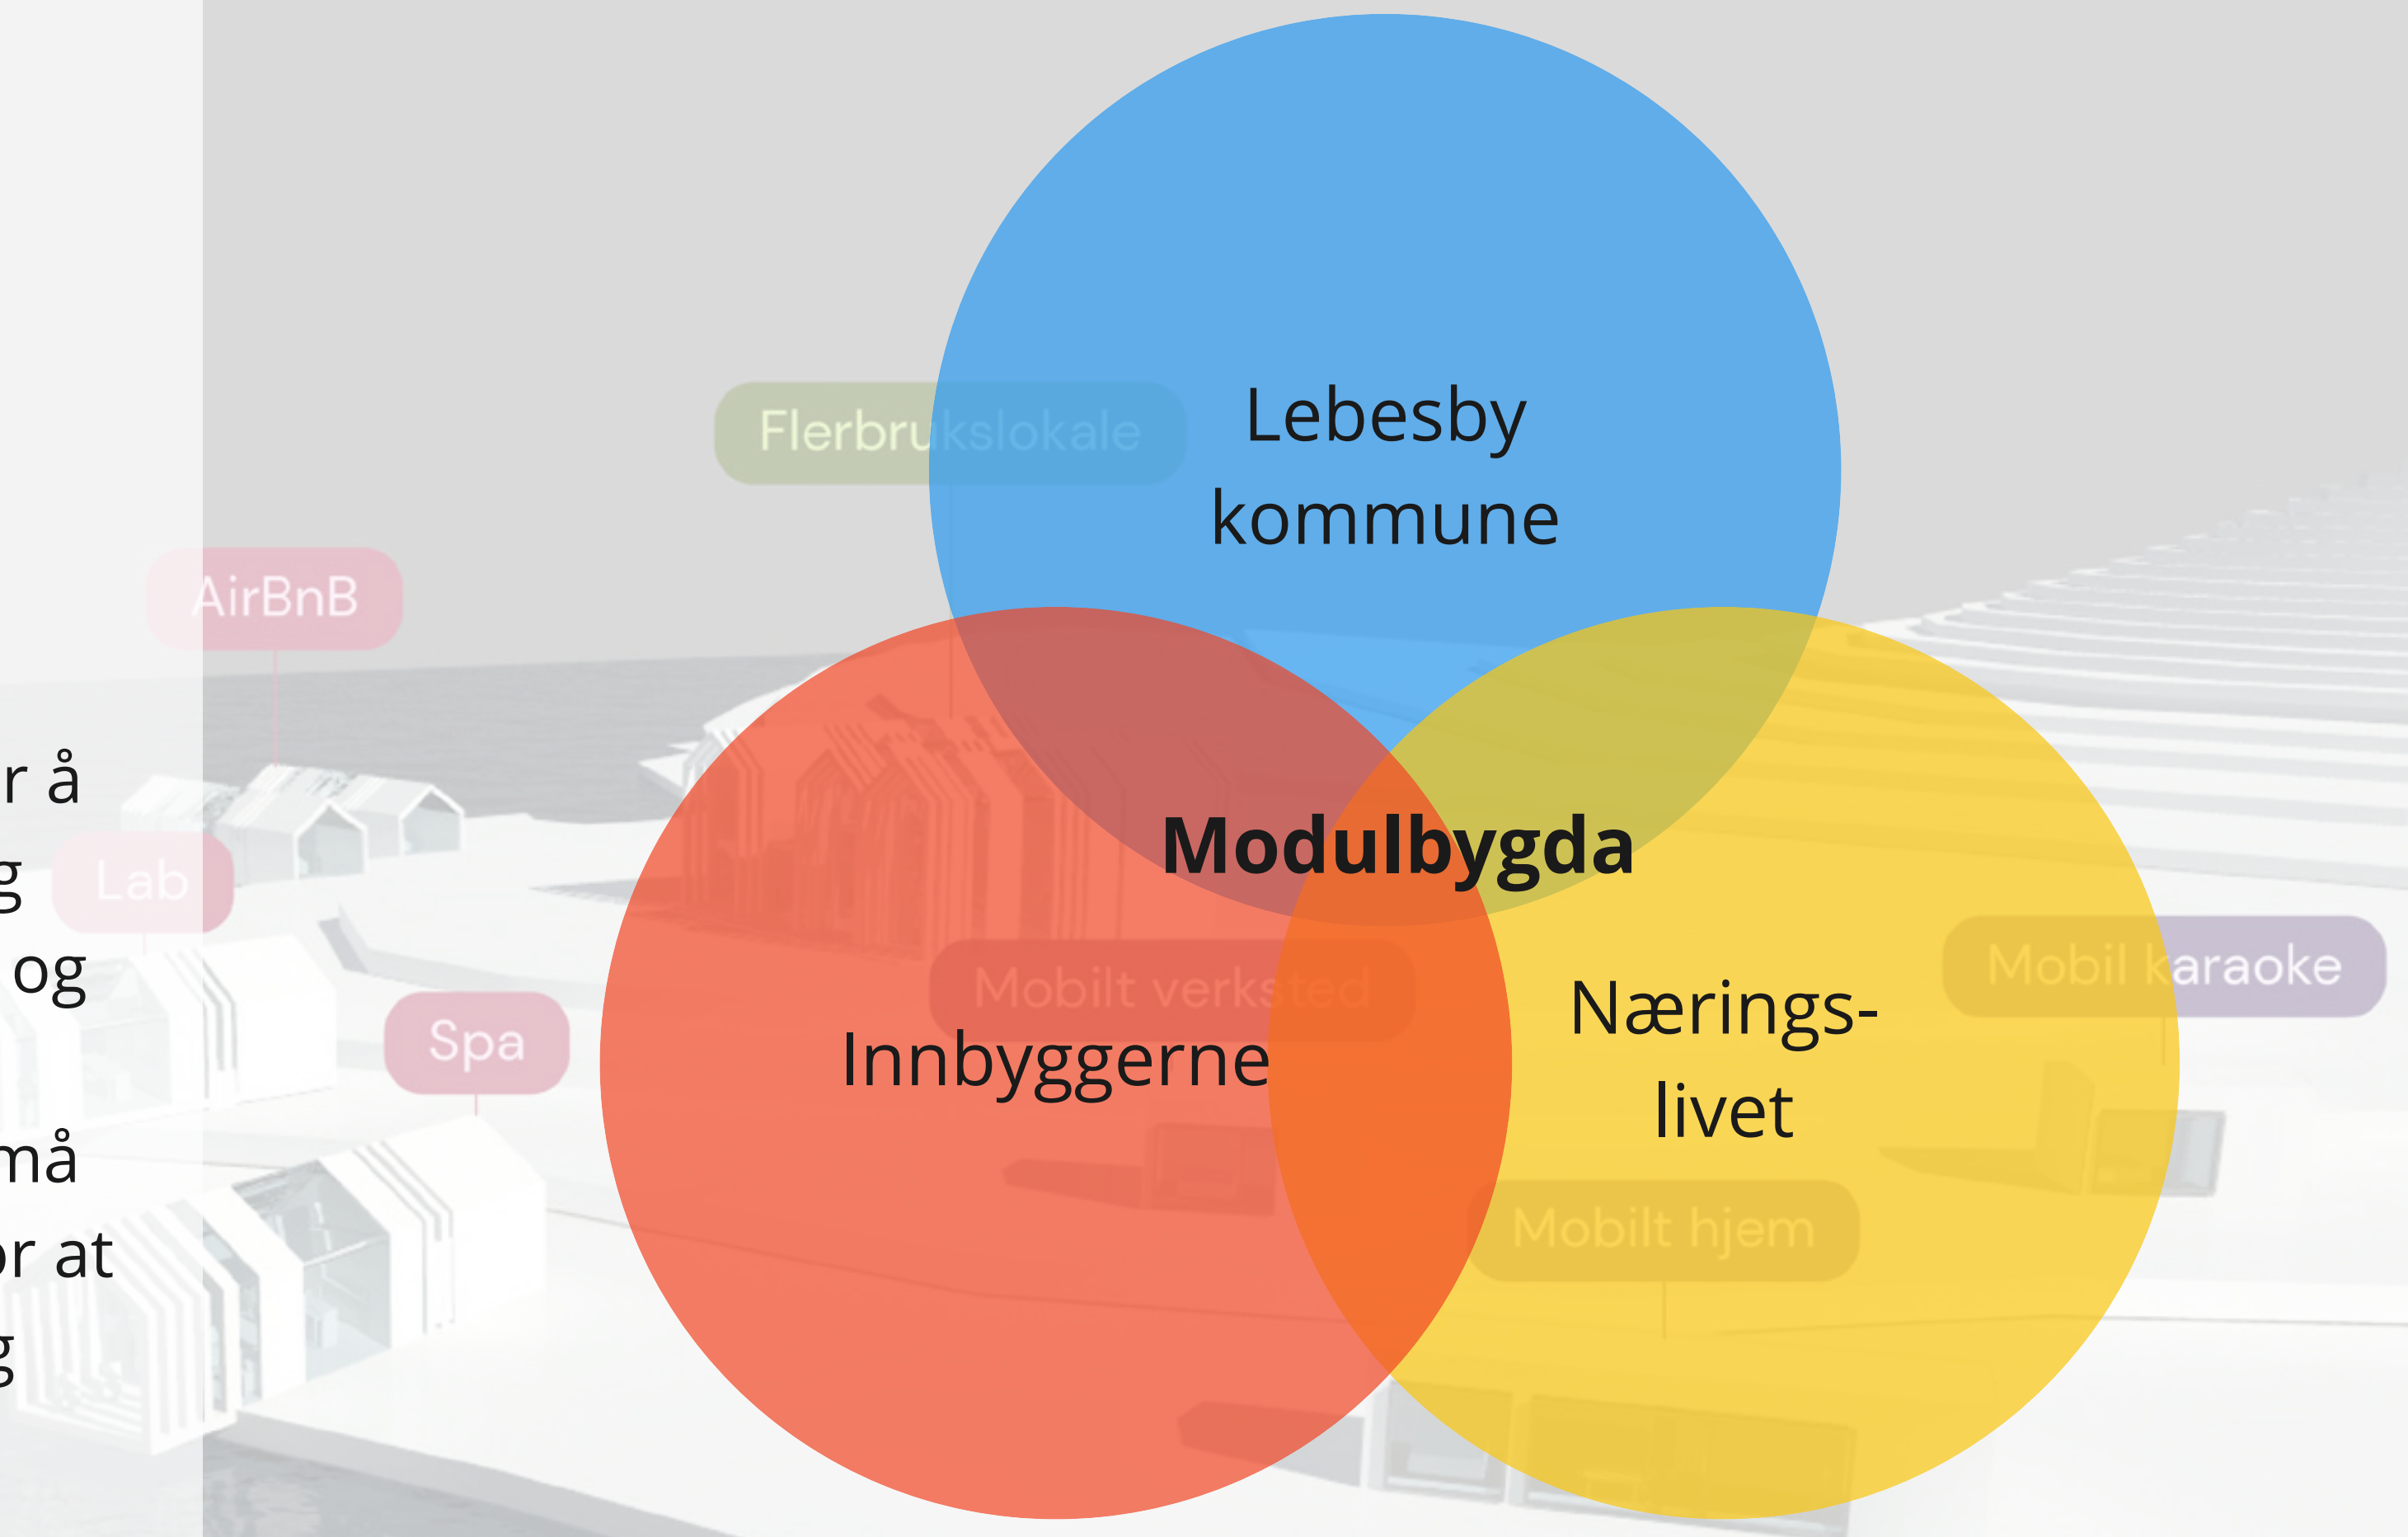 r å
g
og
må
or at
g
Flerbrukslokale
AirBnB
Lab
Spa
Lebesby
kommune
Modulbygda
Mobilt verksted
Innbyggerne
Nærings-
livet
Mobil karaoke
Mobilt hjem